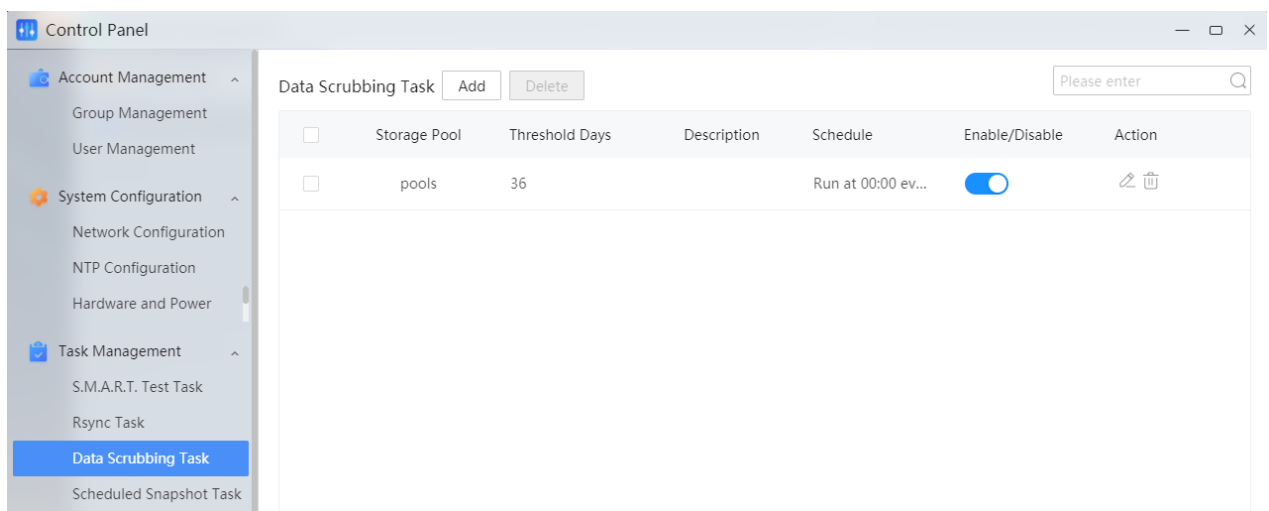 Control Panel
Account Management
Group Management
User Management
System Configuration
Network Configuration
NTP Configuration
Hardware and Power
Task Management
S.M.A.R.T. Test Task
Rsync Task
Data Scrubbing Task
Scheduled Snapshot Task
Data Scrubbing Task Add Delete Please enter
Storage Pool Threshold Days Description Schedule Enable/Disable Action
pools 36 Run at 00:00 ev...